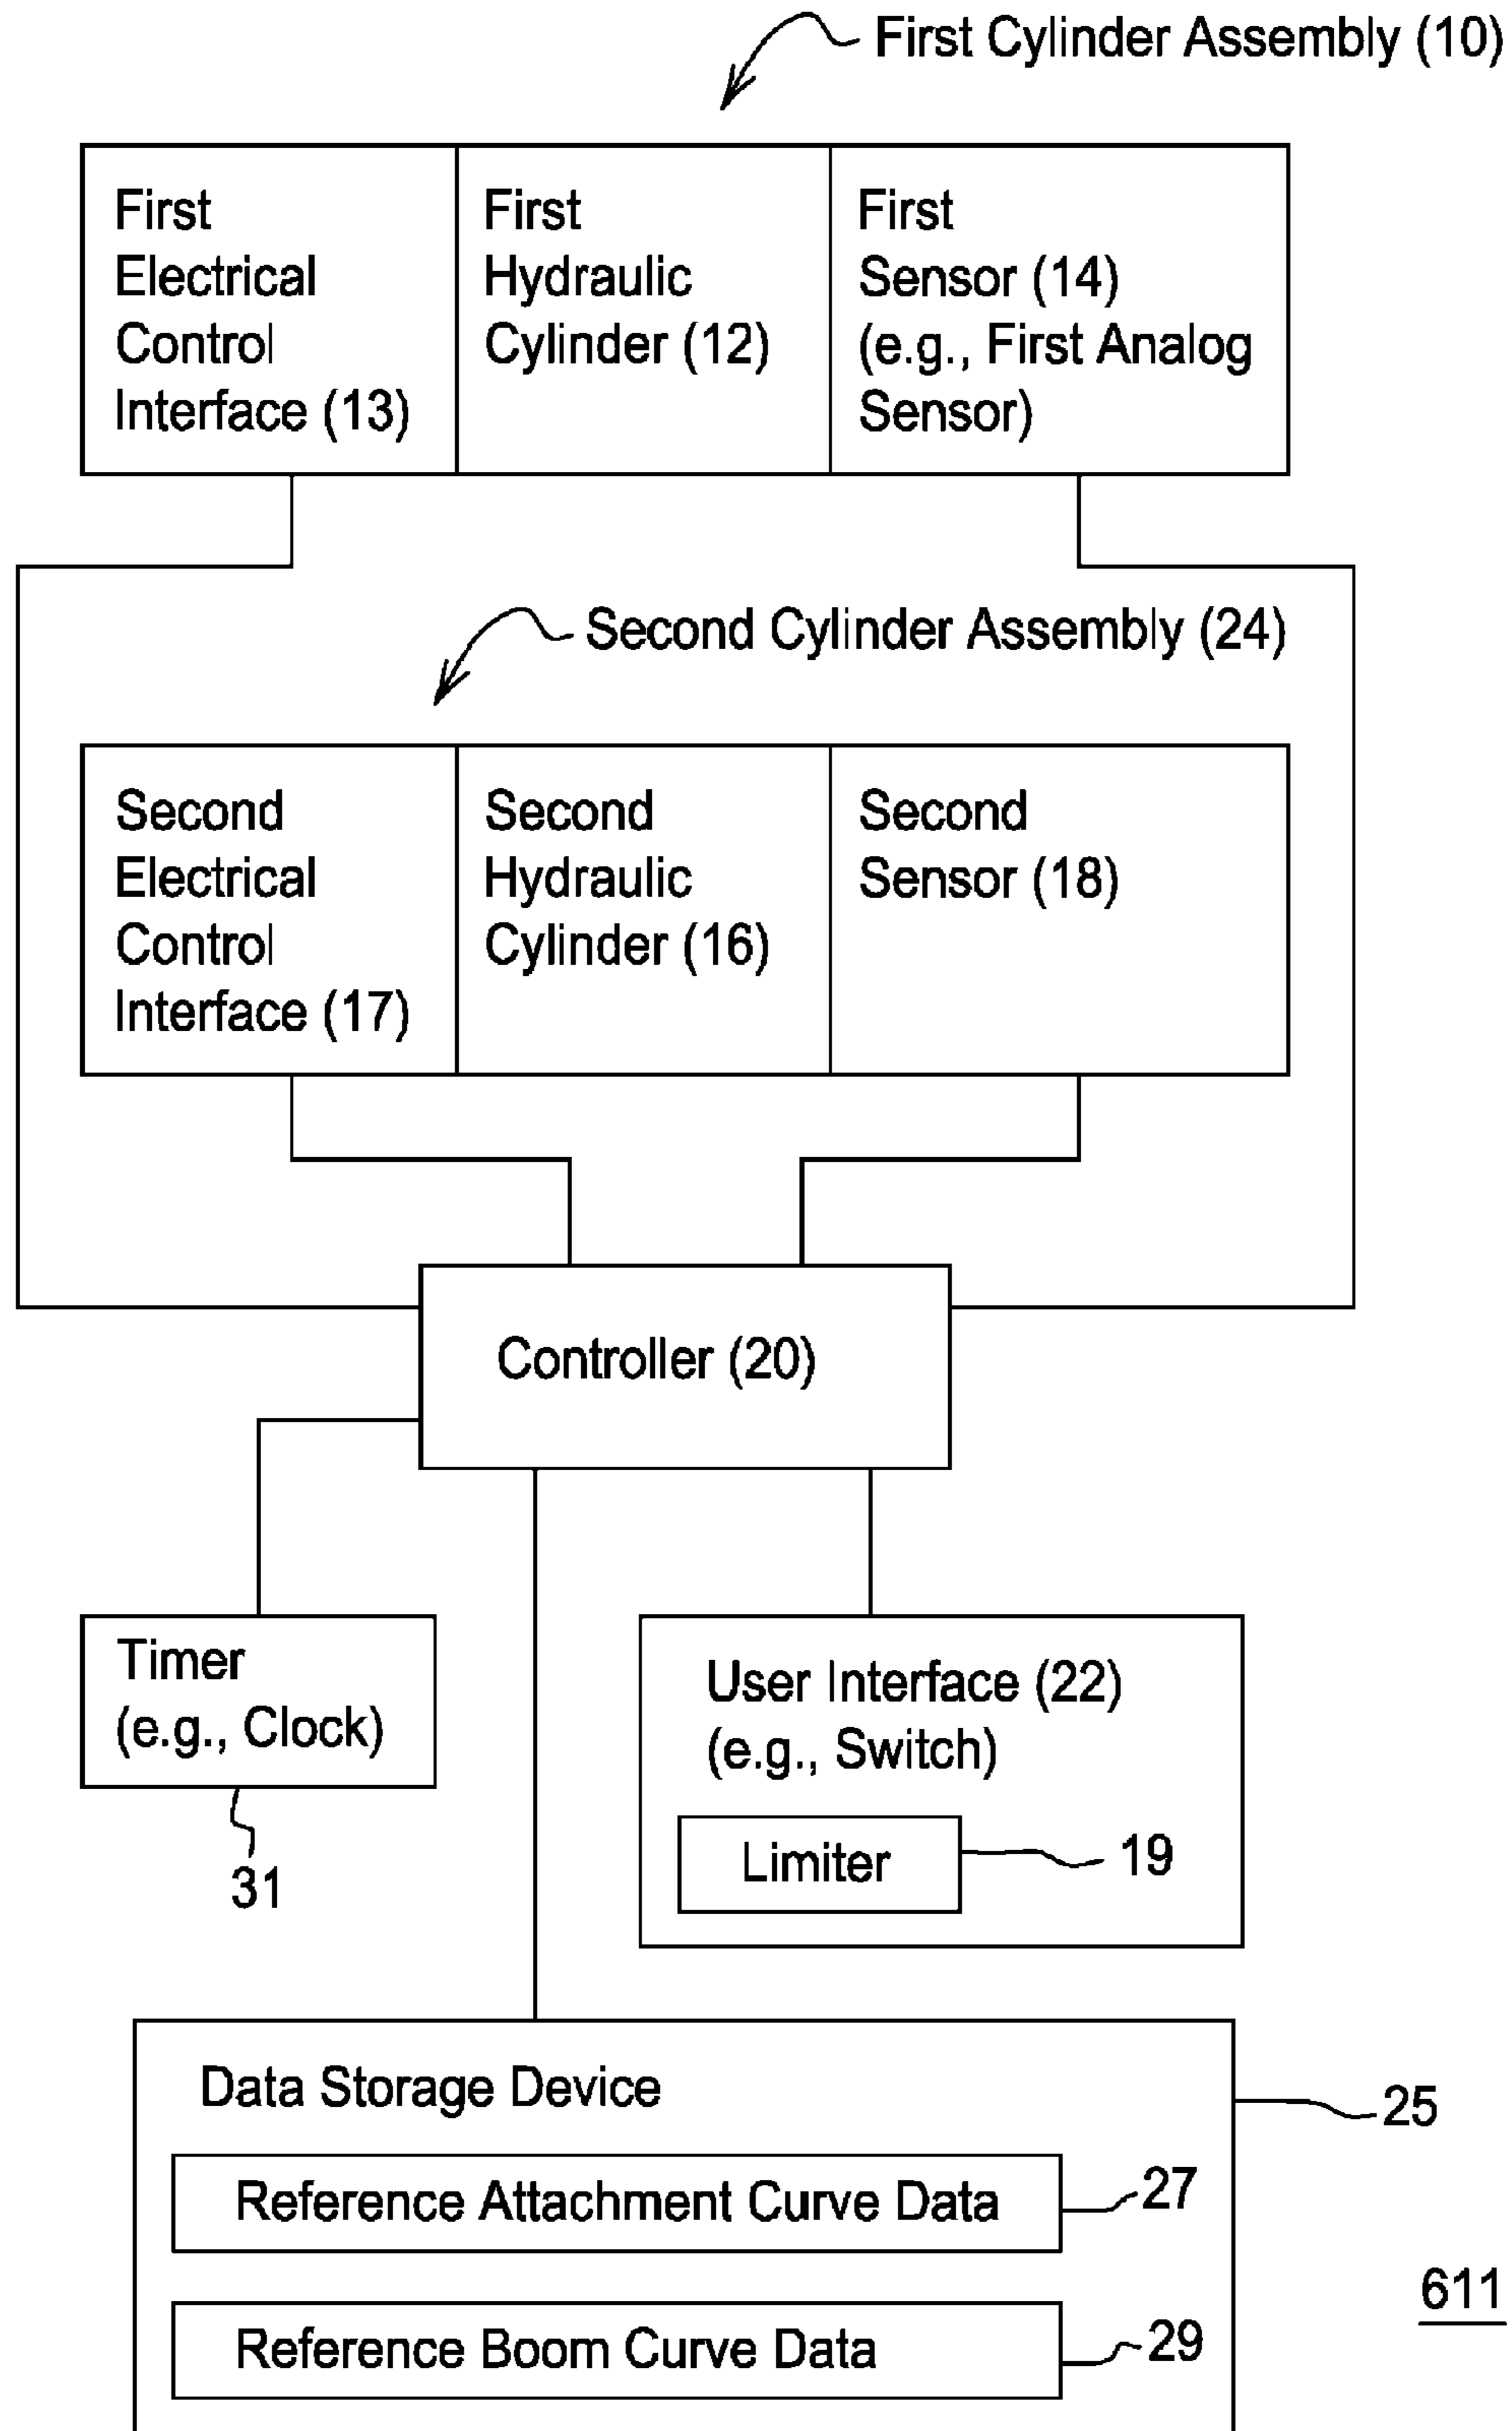 First Cylinder Assembly (10)
First
Electrical
Control
Interface (13)
First
Hydraulic
Cylinder (12)
First
Sensor (14)
(e.g., First Analog
Sensor)
Second Cylinder Assembly (24)
Second
Electrical
Control
Interface (17)
Second
Hydraulic
Cylinder (16)
Second
Sensor (18)
Controller (20)
Timer
(e.g., Clock)
31
User Interface (22)
(e.g., Switch)
Limiter
19
Data Storage Device
25
Reference Attachment Curve Data
27
Reference Boom Curve Data
29
611